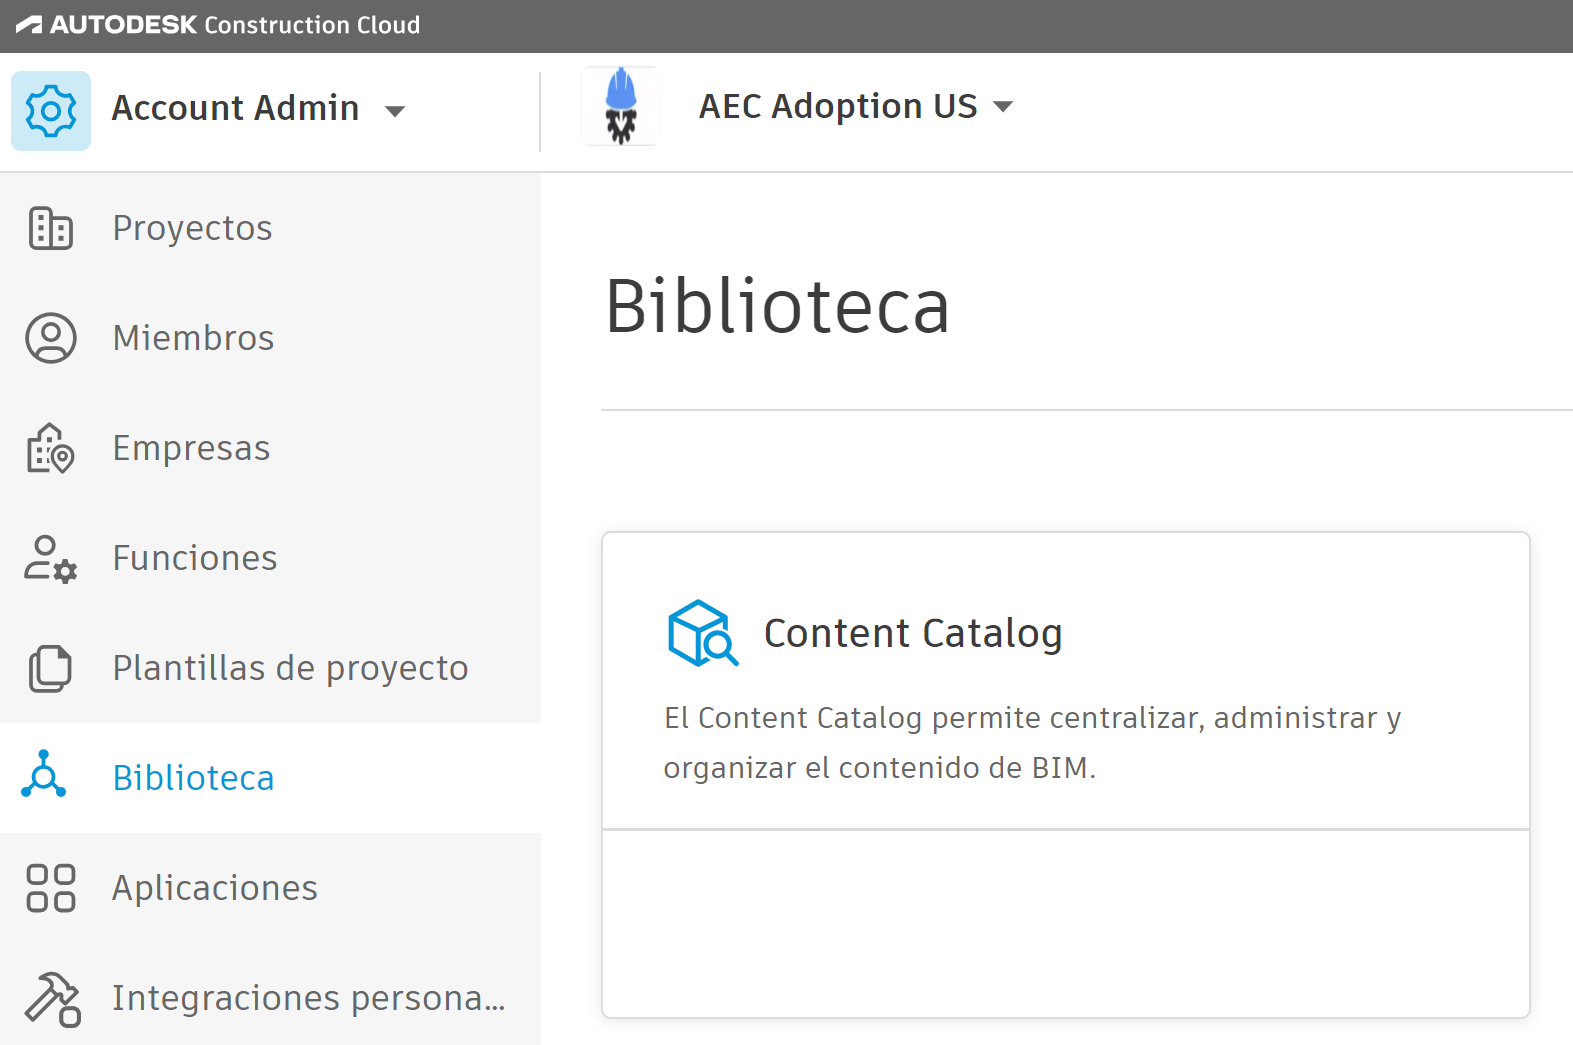 AUTODESK Construction Cloud
Account Admin
AEC Adoption US
Proyectos
Miembros
Empresas
Funciones
Plantillas de proyecto
Biblioteca
Aplicaciones
Integraciones persona...
Biblioteca
Content Catalog
El Content Catalog permite centralizar, administrar y
organizar el contenido de BIM.